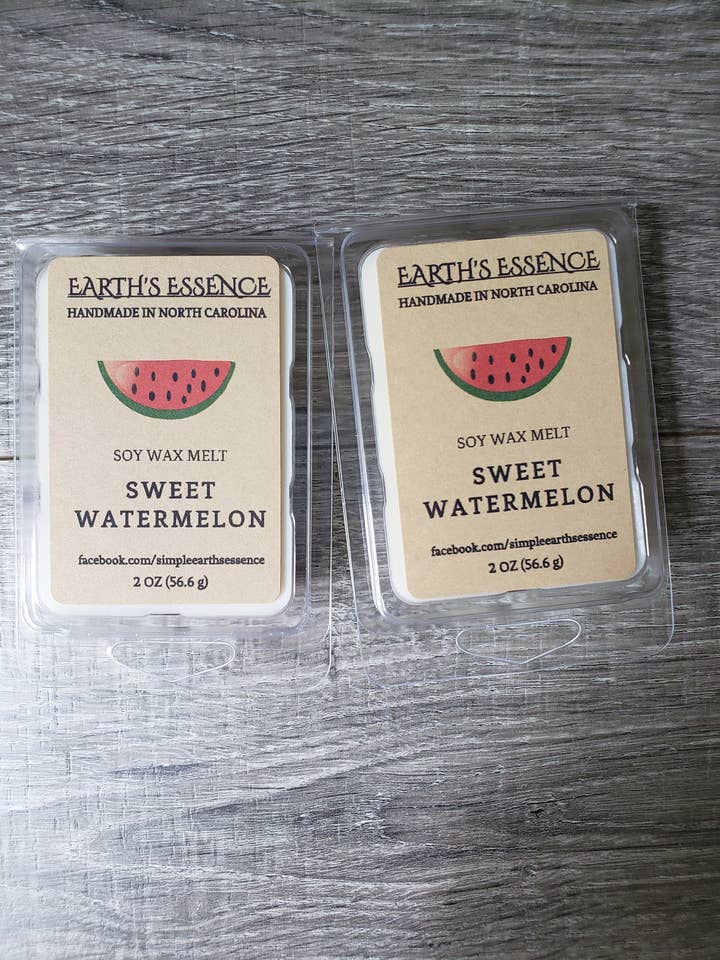 EARTH'S ESSENCE
HANDMADE IN NORTH CAROLINA
SOY WAX MELT
SWEET
WATERMELON
facebook.com/simpleearthsessence
2 OZ (56.6 g)
EARTH'S ESSENCE
HANDMADE IN NORTH CAROLINA
SOY WAX MELT
SWEET
WATERMELON
facebook.com/simpleearthsessence
2 OZ (56.6 g)